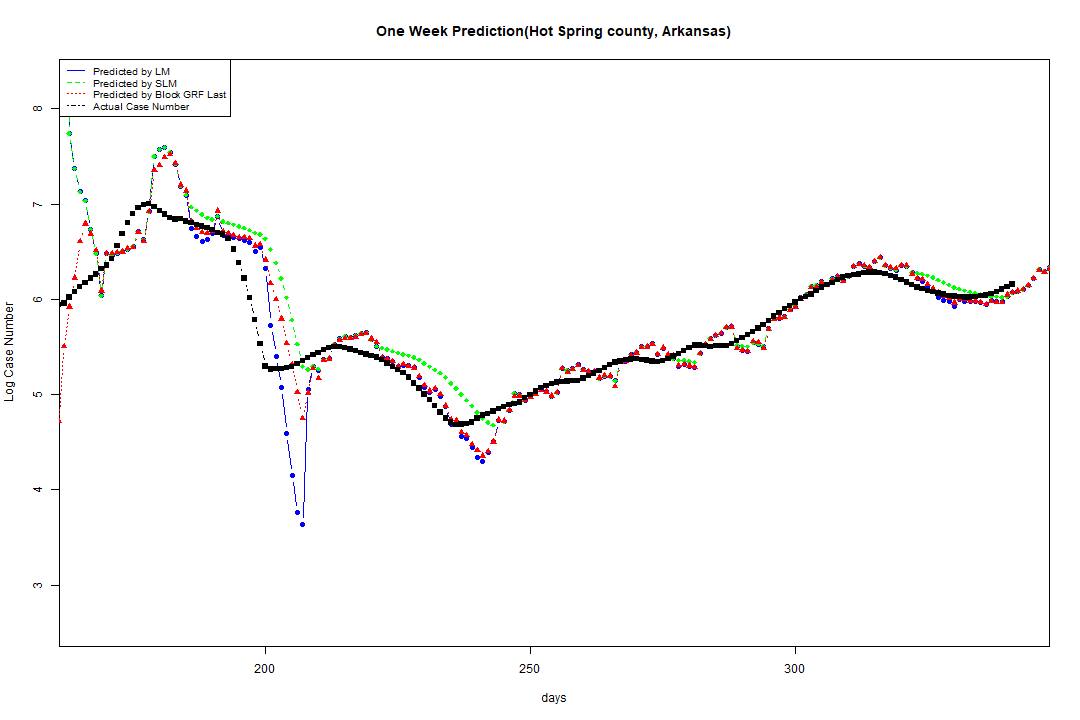 One Week Prediction(Hot Spring county, Arkansas)
Predicted by LM
Predicted by SLM
Predicted by Block GRF Last
Actual Case Number
8
7
6
5
4
3
Log Case Number
200
250
300
days